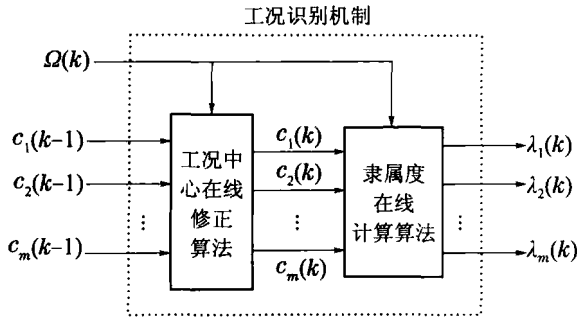 工况识别机制
Ω(k)
c₁(k-1)
c₂(k-1)
⋮
cₘ(k-1)
工况中
心在线
修正
算法
c₁(k)
c₂(k)
⋮
cₘ(k)
隶属度
在线
计算算法
λ₁(k)
λ₂(k)
⋮
λₘ(k)